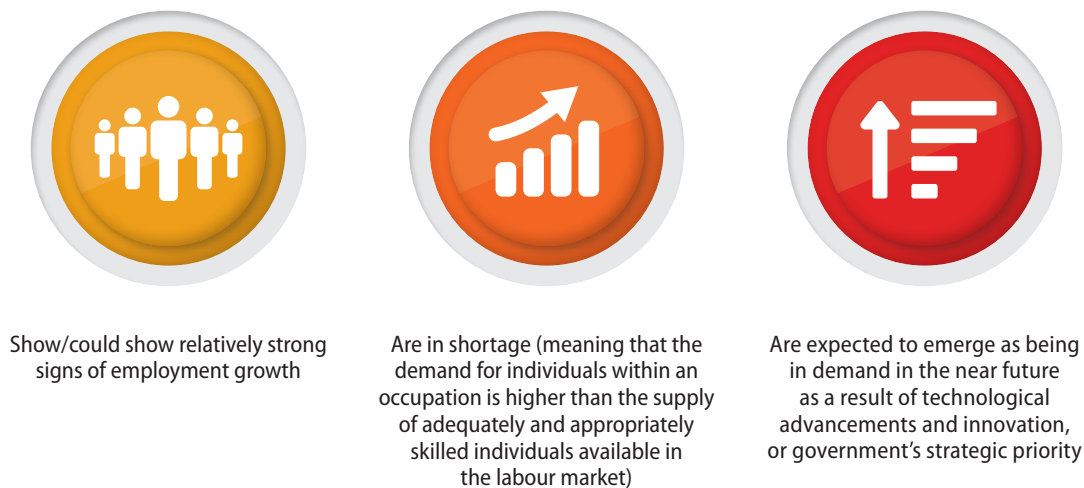 Show/could show relatively strong
signs of employment growth
Are in shortage (meaning that the
demand for individuals within an
occupation is higher than the supply
of adequately and appropriately
skilled individuals available in
the labour market)
Are expected to emerge as being
in demand in the near future
as a result of technological
advancements and innovation,
or government’s strategic priority